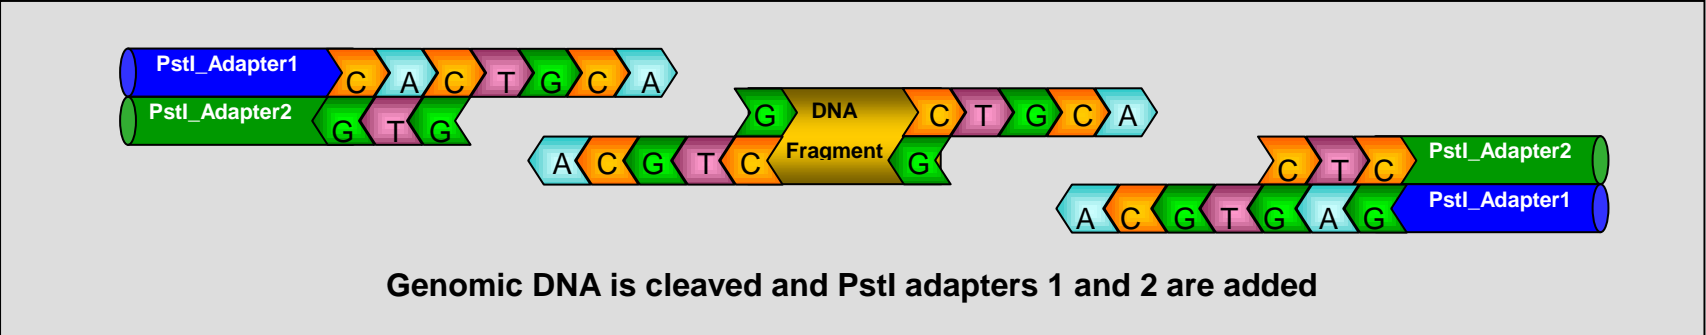 PstI_Adapter1 C A C T G C A
PstI_Adapter2 G T G
G DNA C T G C A
A C G T C Fragment G
C T C PstI_Adapter2
A C G T G A G PstI_Adapter1
Genomic DNA is cleaved and PstI adapters 1 and 2 are added